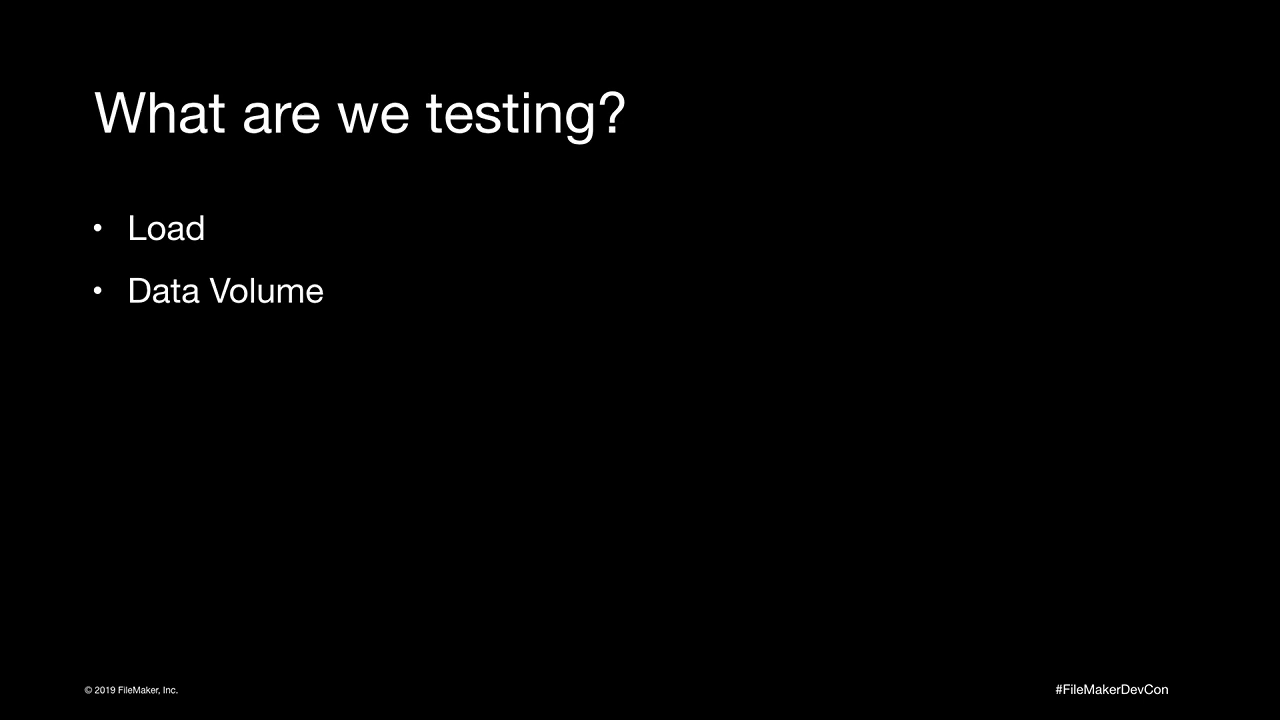 What are we testing?
• Load
• Data Volume
© 2019 FileMaker, Inc.
#FileMakerDevCon